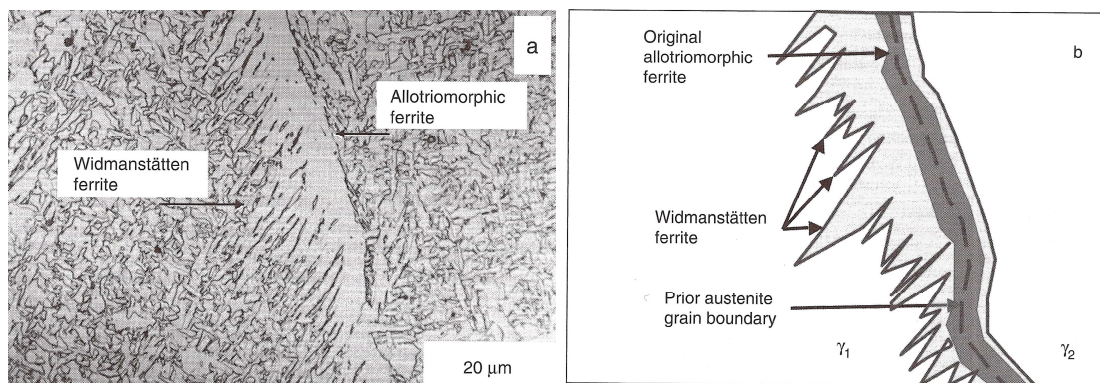 a
Allotriomorphic
ferrite
Widmanstätten
ferrite
20 μm
Original
allotriomorphic
ferrite
b
Widmanstätten
ferrite
Prior austenite
grain boundary
γ1
γ2